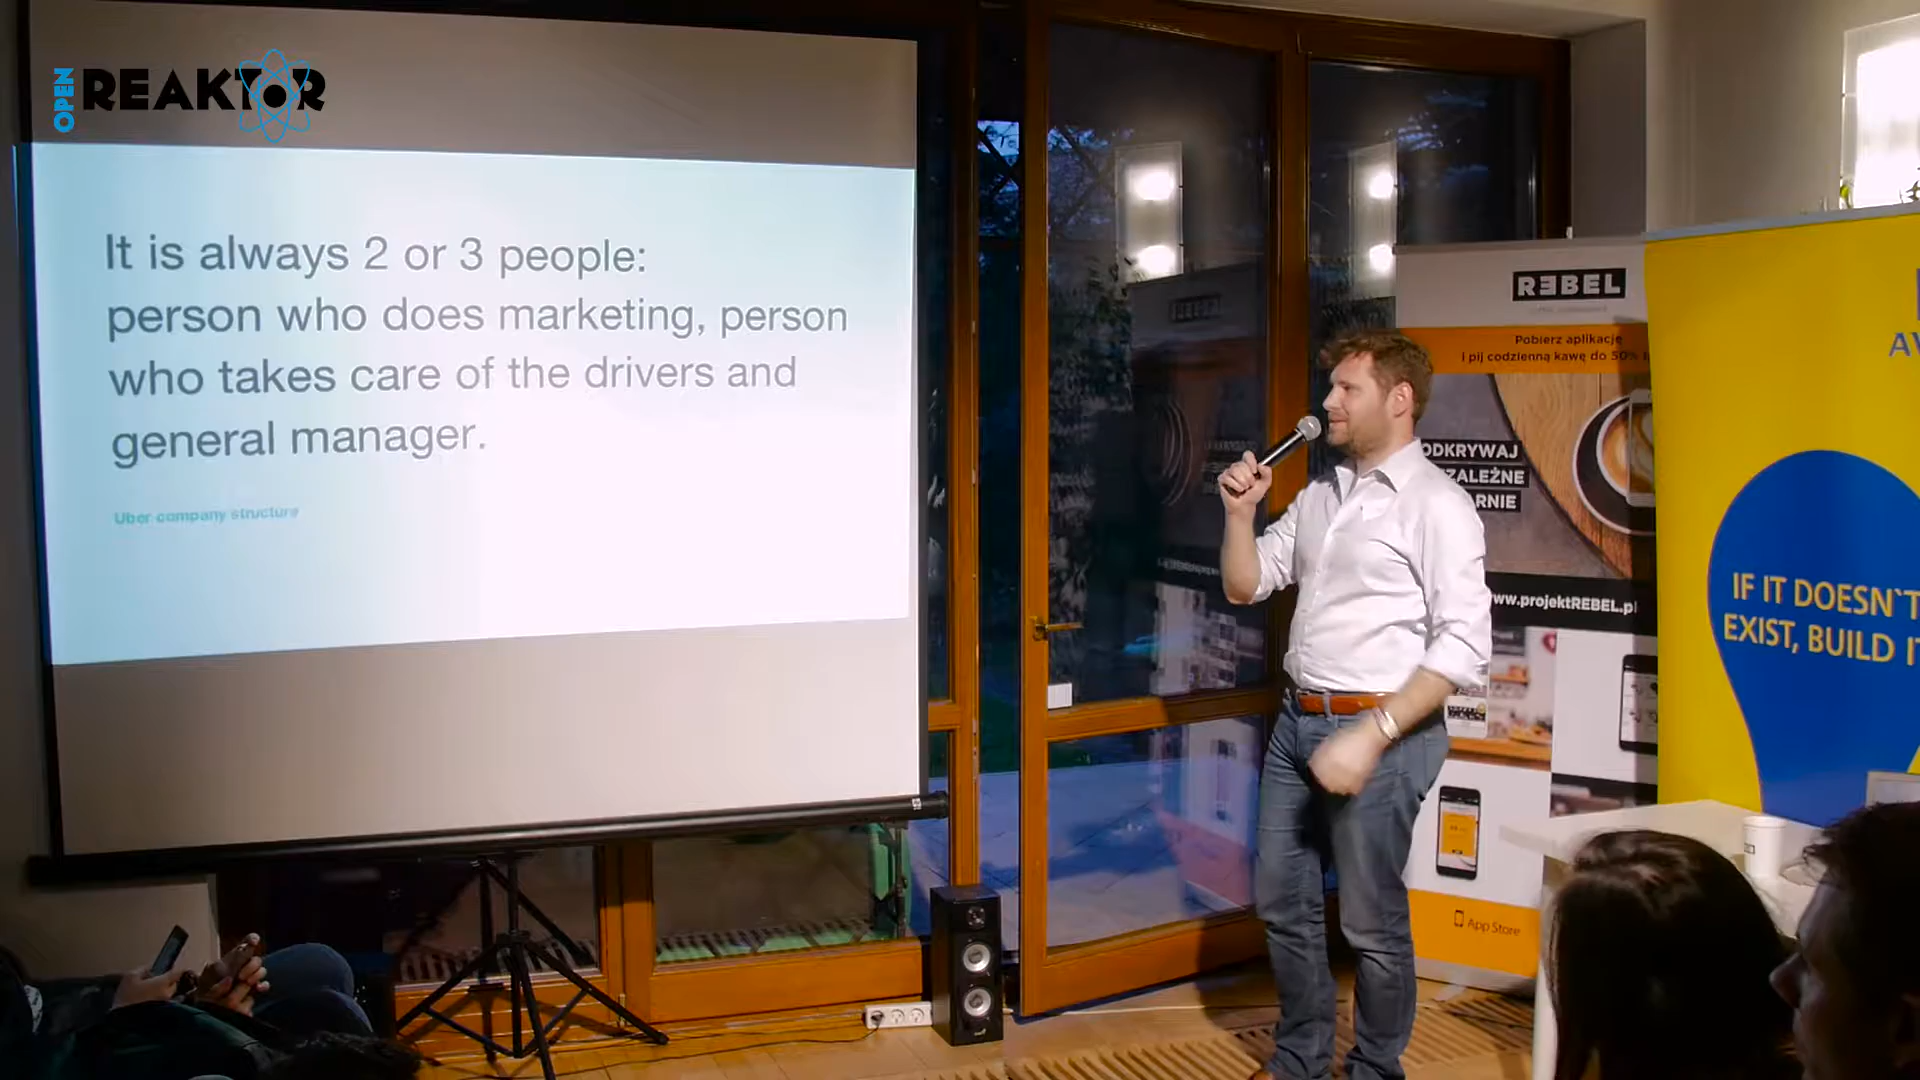 OPEN REAKTOR
It is always 2 or 3 people:
person who does marketing, person
who takes care of the drivers and
general manager.
Uber company structure
REBEL
Pobierz aplikację
i pij codzienną kawę do 50%
ODKRYWAJ
ZALEŻNE
RNIE
www.projektREBEL.pl
App Store
AV
IF IT DOESN`T
EXIST, BUILD IT